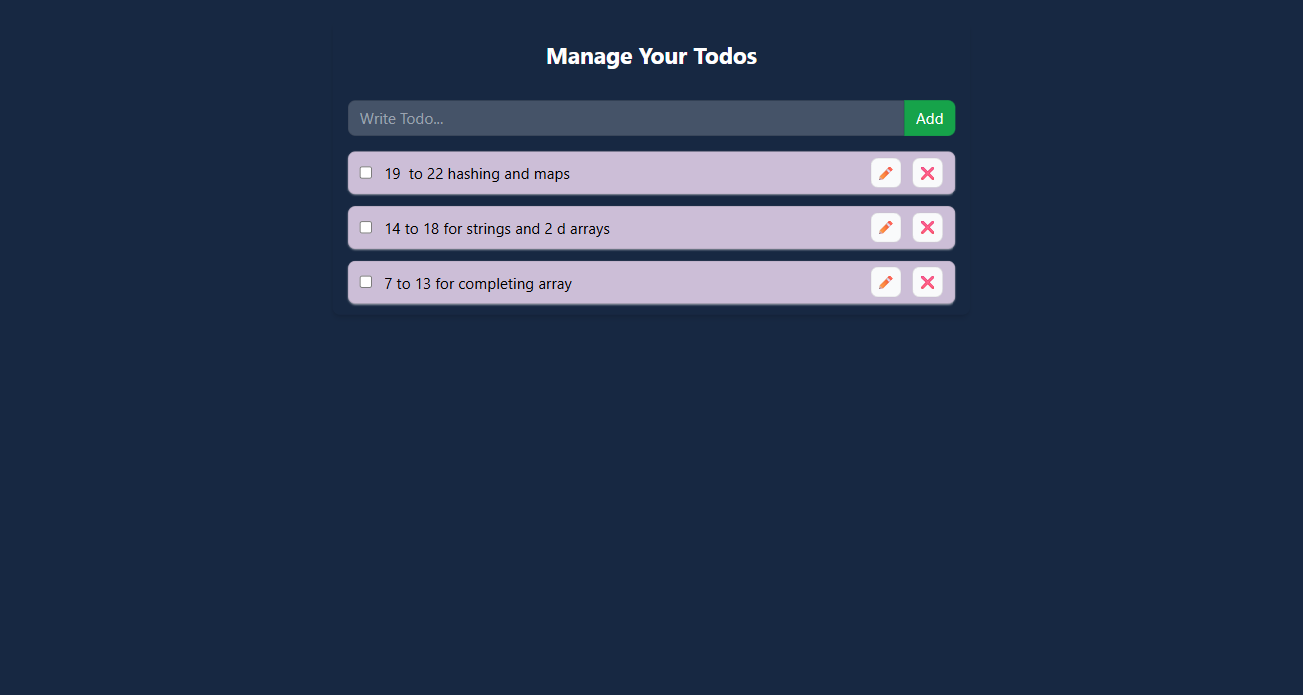 Manage Your Todos
Write Todo...
Add
19  to 22 hashing and maps
14 to 18 for strings and 2 d arrays
7 to 13 for completing array